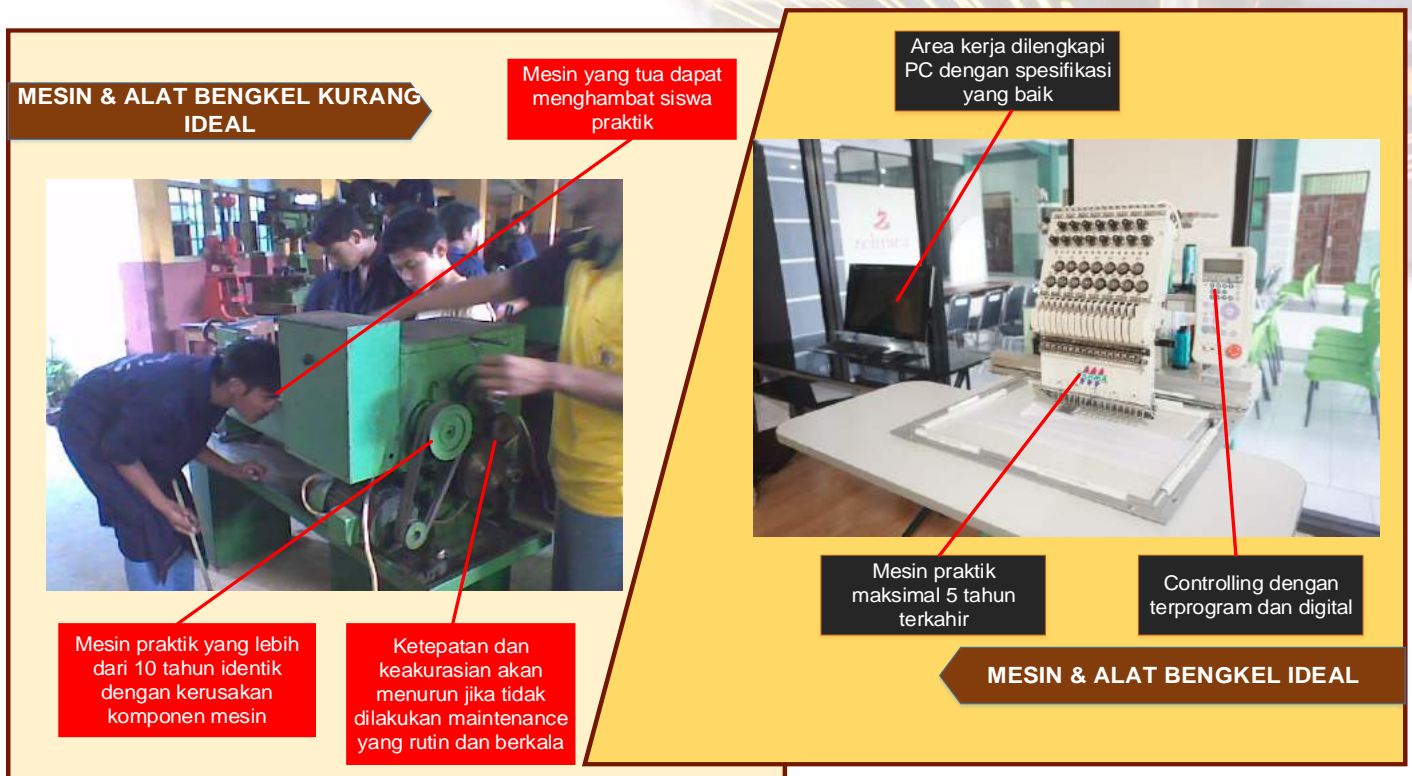 MESIN & ALAT BENGKEL KURANG
IDEAL
Mesin yang tua dapat
menghambat siswa
praktik
Mesin praktik yang lebih
dari 10 tahun identik
dengan kerusakan
komponen mesin
Ketepatan dan
keakurasian akan
menurun jika tidak
dilakukan maintenance
yang rutin dan berkala
Area kerja dilengkapi
PC dengan spesifikasi
yang baik
Mesin praktik
maksimal 5 tahun
terkahir
Controlling dengan
terprogram dan digital
MESIN & ALAT BENGKEL IDEAL